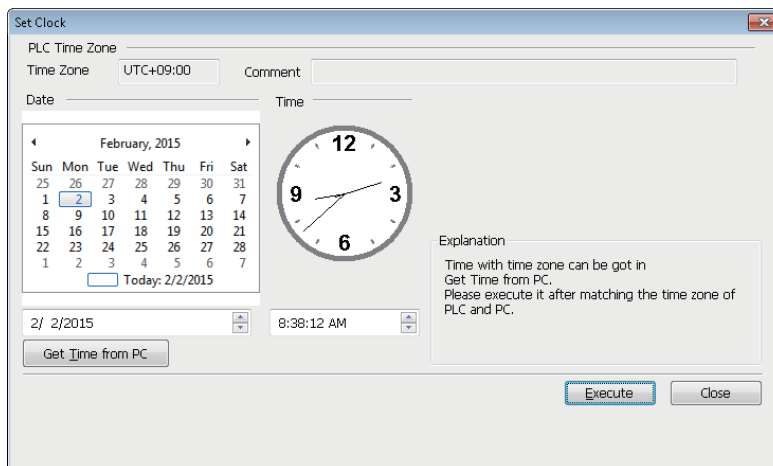 Set Clock
PLC Time Zone
Time Zone UTC+09:00 Comment
Date Time
February, 2015
Sun Mon Tue Wed Thu Fri Sat
25 26 27 28 29 30 31
1 2 3 4 5 6 7
8 9 10 11 12 13 14
15 16 17 18 19 20 21
22 23 24 25 26 27 28
1 2 3 4 5 6 7
Today: 2/2/2015
12
9 3
6
Explanation
Time with time zone can be got in
Get Time from PC.
Please execute it after matching the time zone of
PLC and PC.
2/ 2/2015 8:38:12 AM
Get Time from PC
Execute Close